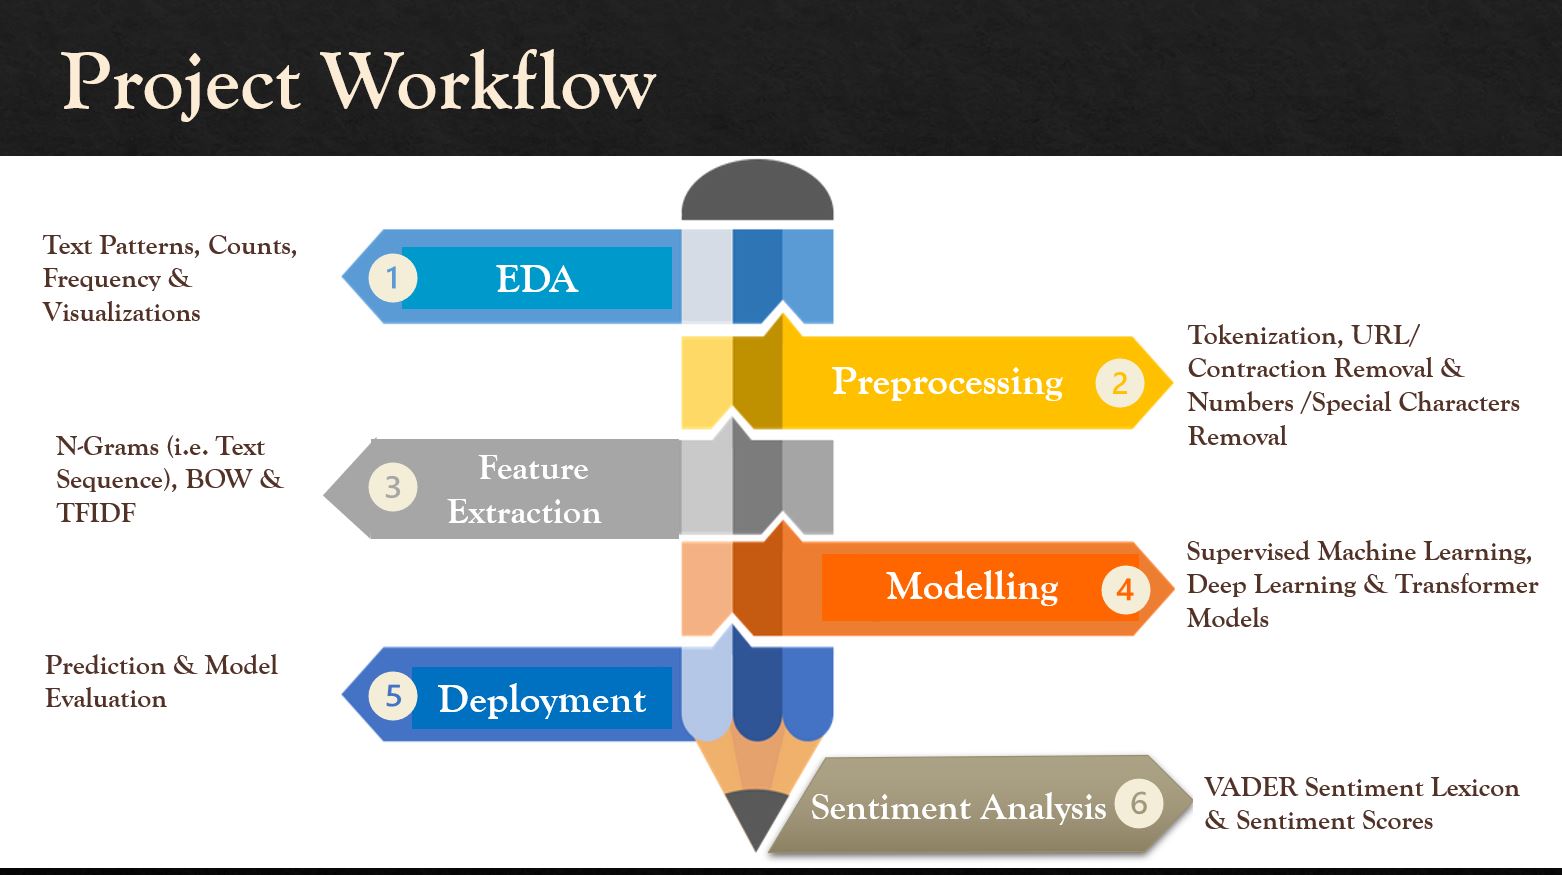 Project Workflow
Text Patterns, Counts,
Frequency &
Visualizations
1
EDA
Preprocessing
2
Tokenization, URL/
Contraction Removal &
Numbers /Special Characters
Removal
N-Grams (i.e. Text
Sequence), BOW &
TFIDF
3
Feature
Extraction
Modelling
4
Supervised Machine Learning,
Deep Learning & Transformer
Models
Prediction & Model
Evaluation
5
Deployment
Sentiment Analysis
6
VADER Sentiment Lexicon
& Sentiment Scores